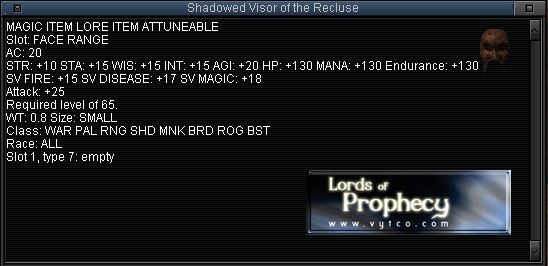 Shadowed Visor of the Recluse
MAGIC ITEM LORE ITEM ATTUNEABLE
Slot: FACE RANGE
AC: 20
STR: +10 STA: +15 WIS: +15 INT: +15 AGI: +20 HP: +130 MANA: +130 Endurance: +130
SV FIRE: +15 SV DISEASE: +17 SV MAGIC: +18
Attack: +25
Required level of 65.
WT: 0.8 Size: SMALL
Class: WAR PAL RNG SHD MNK BRD ROG BST
Race: ALL
Slot 1, type 7: empty
Lords of
Prophecy
www.vytco.com